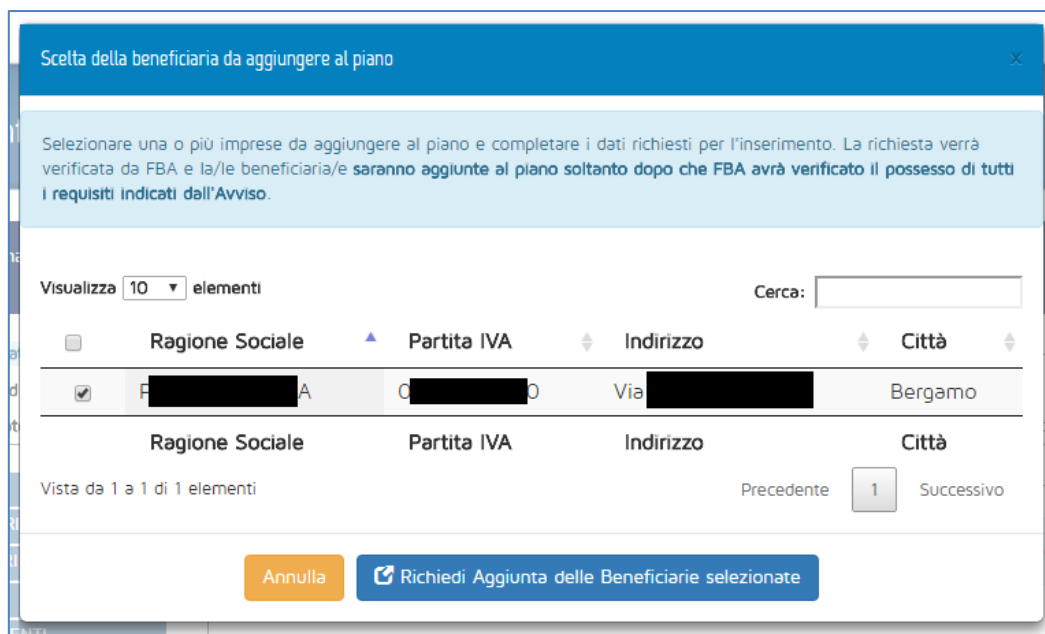 Scelta della beneficiaria da aggiungere al piano x
Selezionare una o più imprese da aggiungere al piano e completare i dati richiesti per l'inserimento. La richiesta verrà
verificata da FBA e la/le beneficiaria/e saranno aggiunte al piano soltanto dopo che FBA avrà verificato il possesso di tutti
i requisiti indicati dall'Avviso.
Visualizza 10 elementi Cerca:
Ragione Sociale Partita IVA Indirizzo Città
P A 0 0 Via Bergamo
Ragione Sociale Partita IVA Indirizzo Città
Vista da 1 a 1 di 1 elementi Precedente 1 Successivo
Annulla Richiedi Aggiunta delle Beneficiarie selezionate